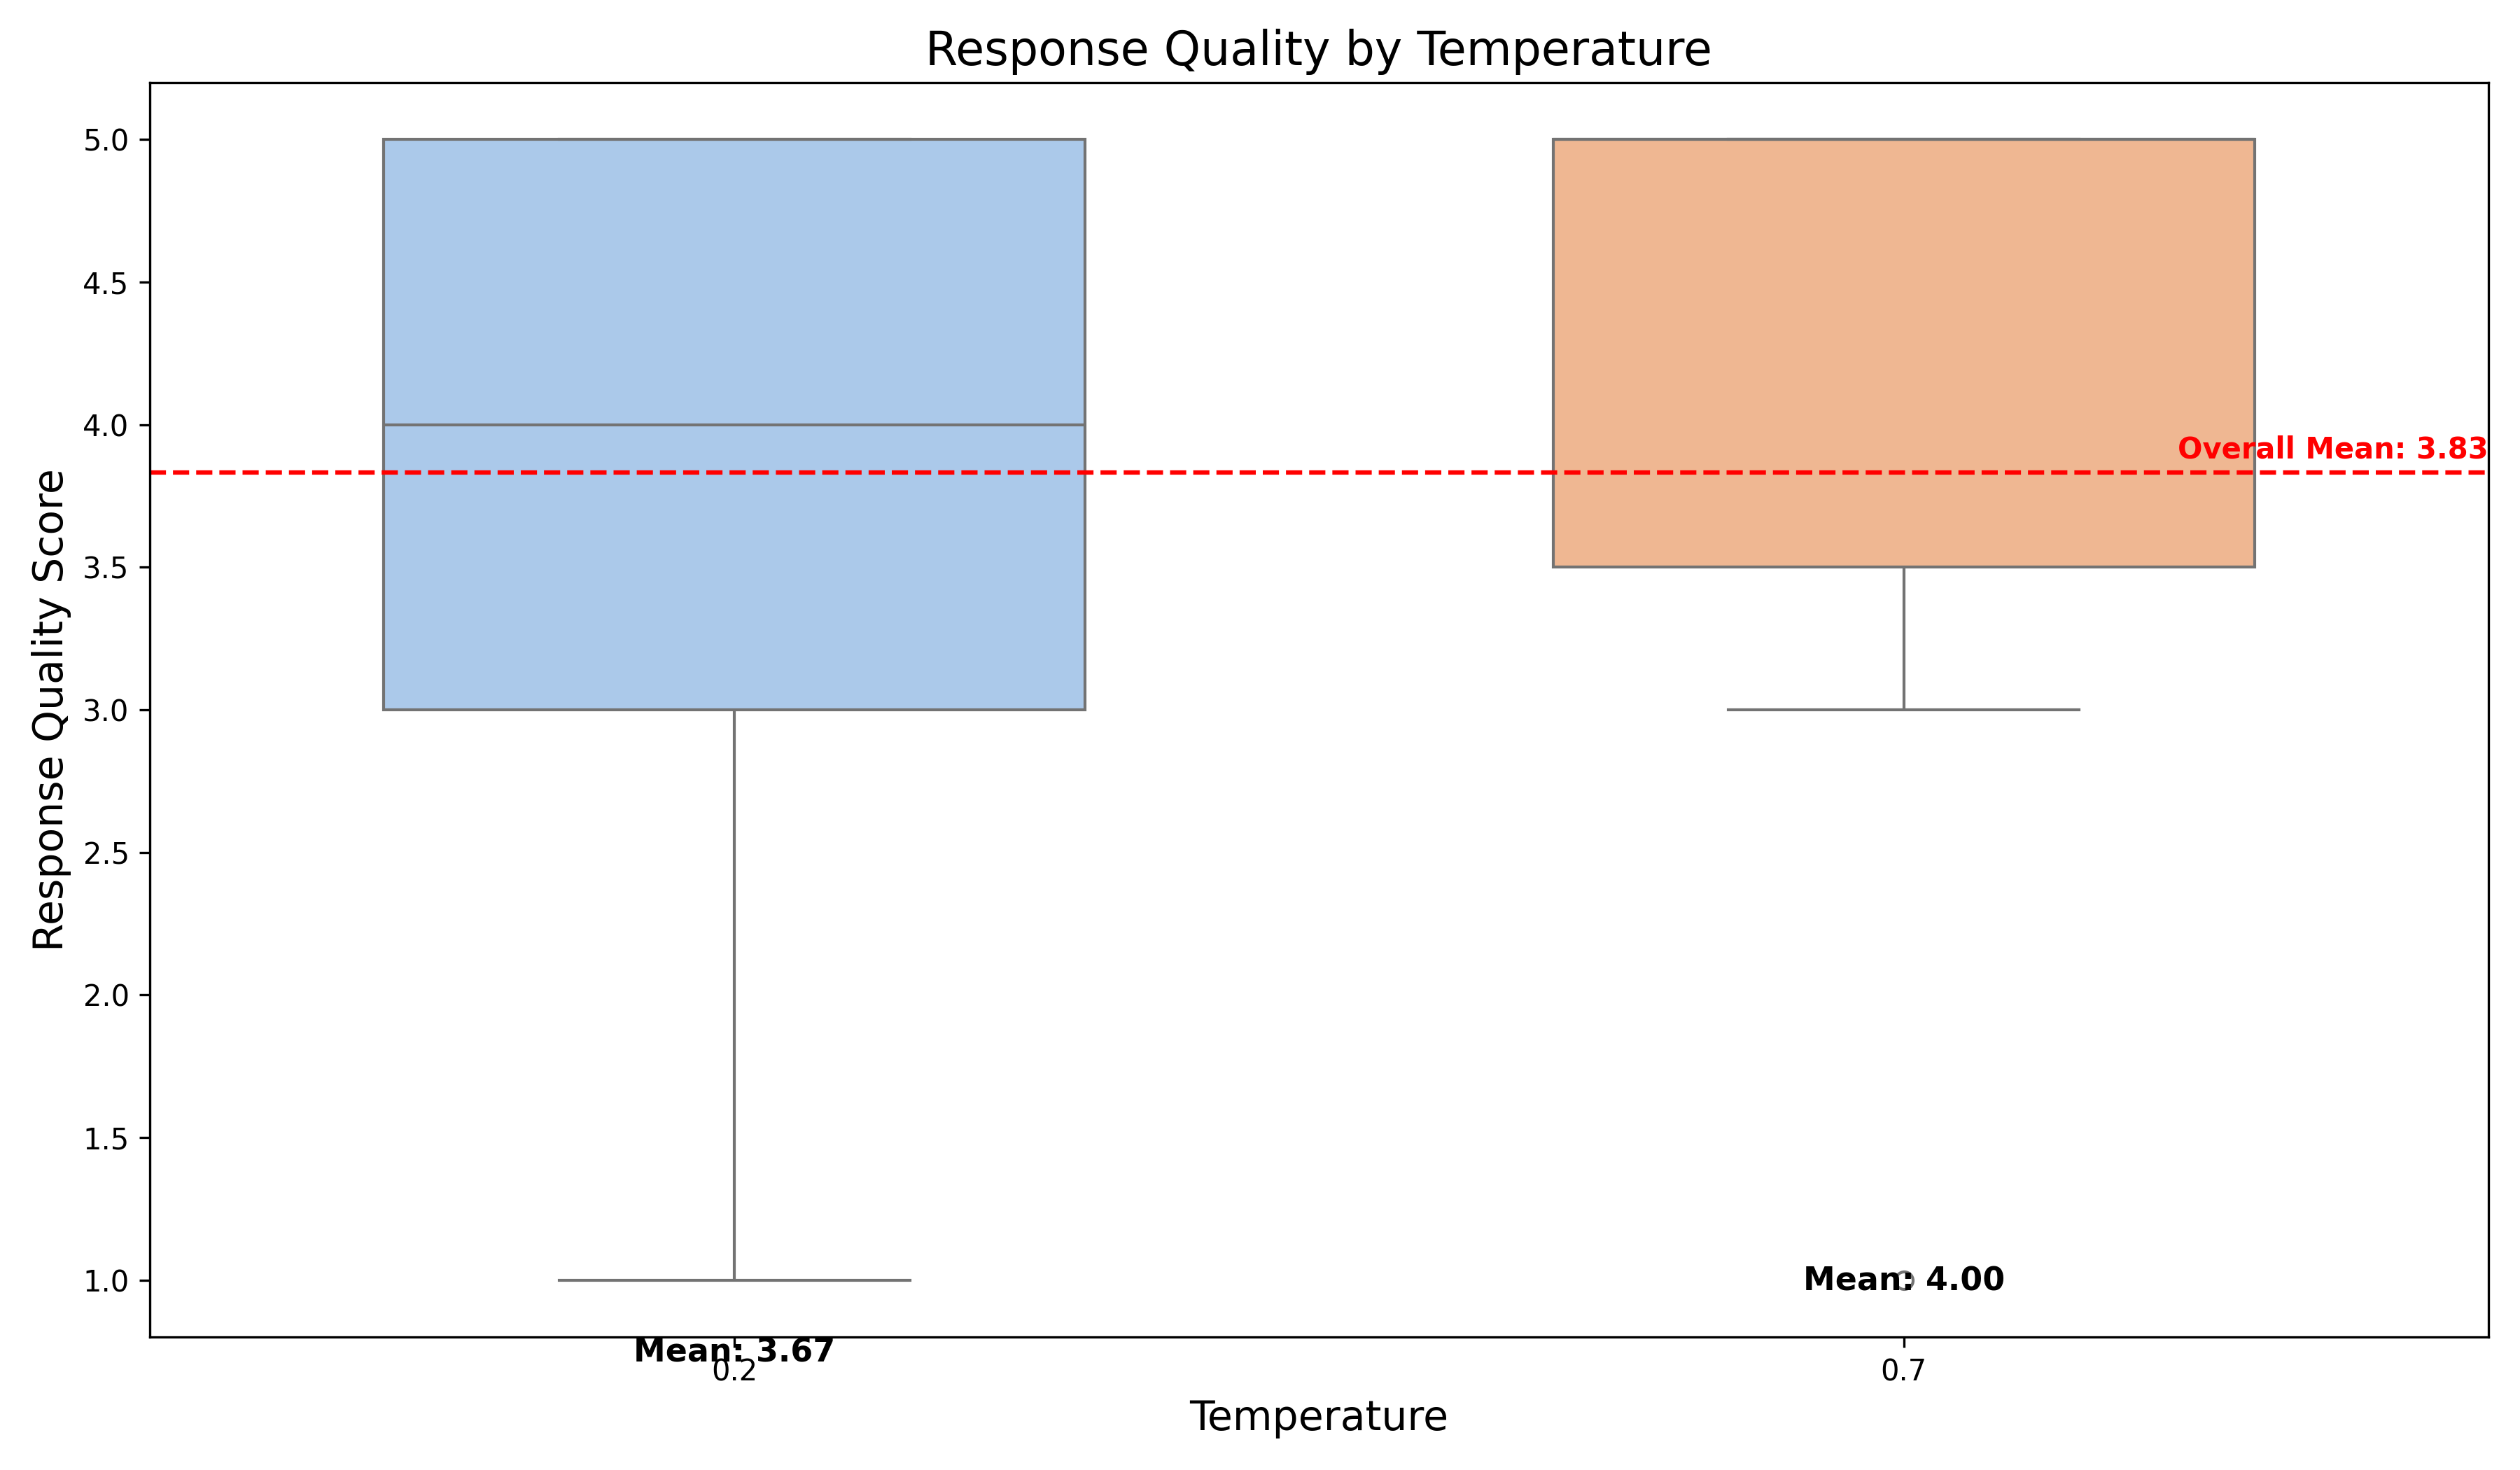 Response Quality by Temperature
Response Quality Score
5.0
4.5
4.0
3.5
3.0
2.5
2.0
1.5
1.0
Overall Mean: 3.83
Mean: 4.00
Mean: 3.67
0.2
0.7
Temperature